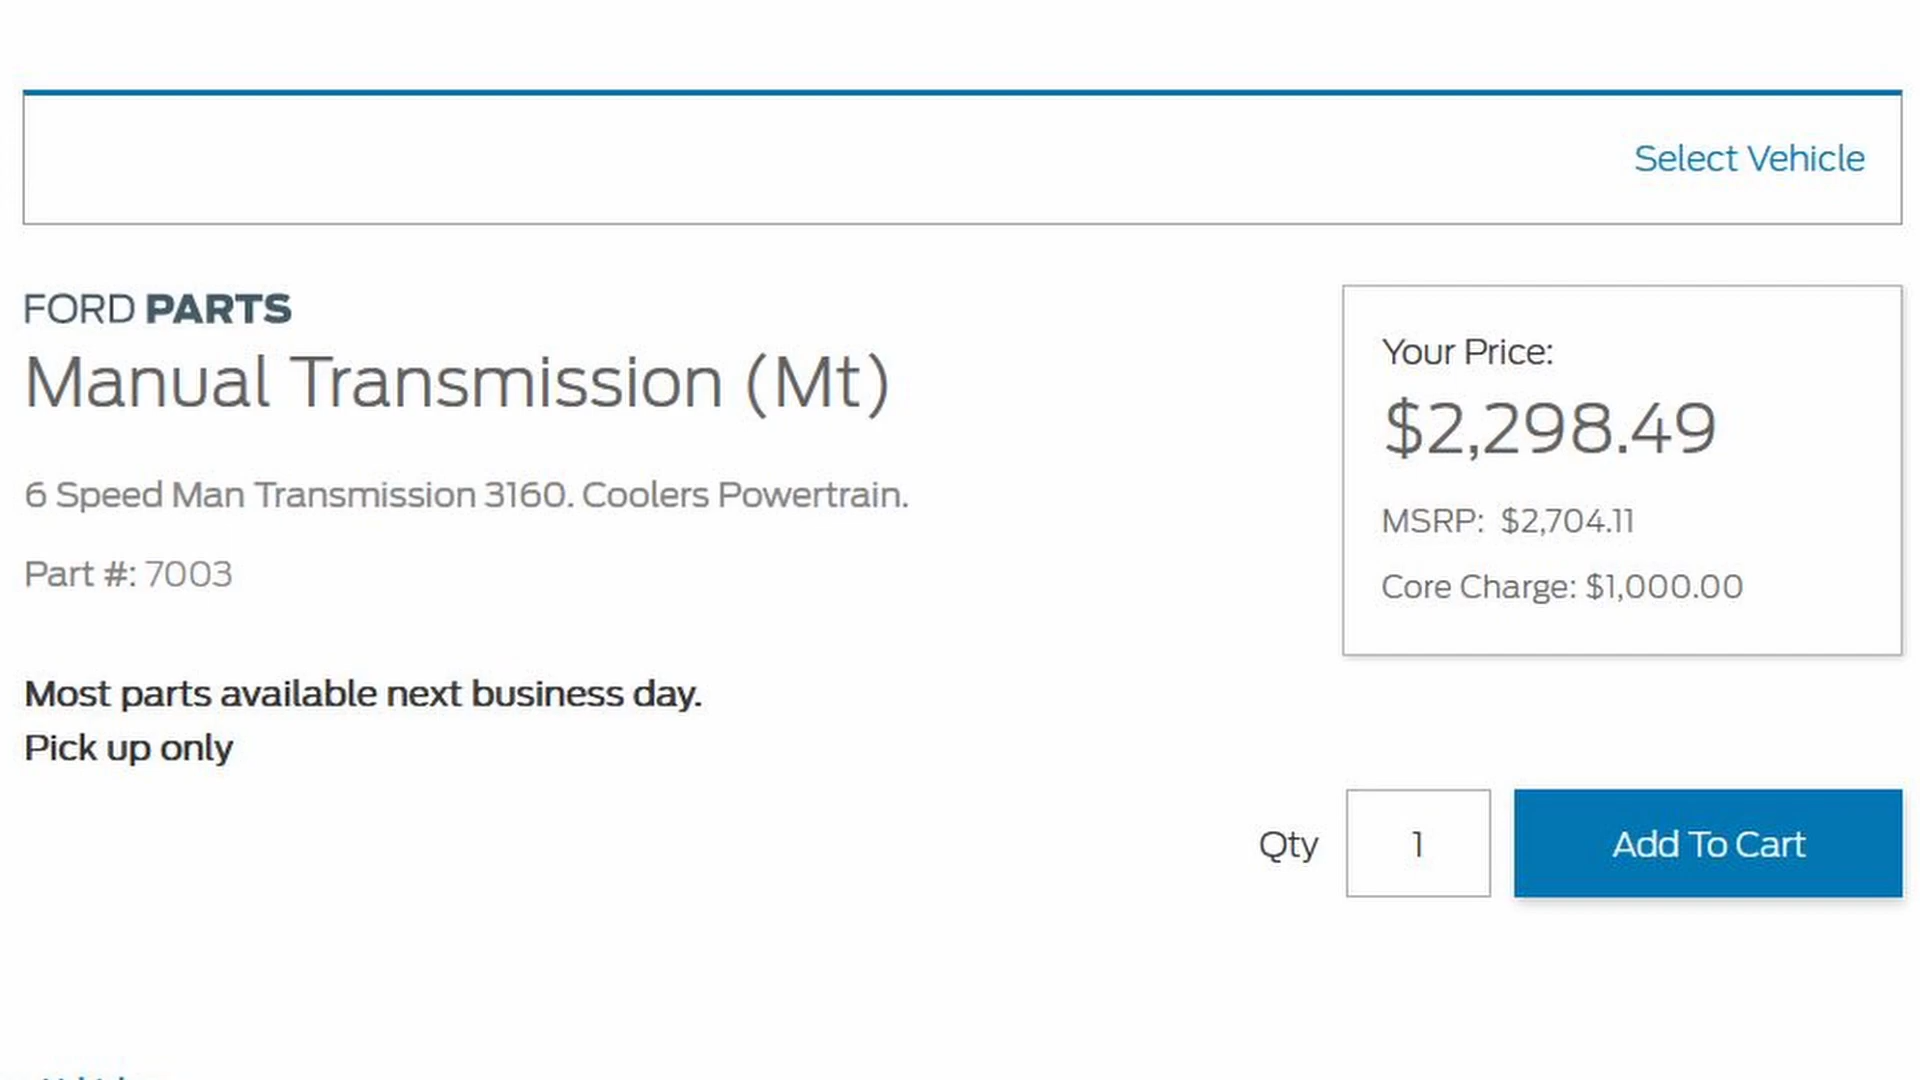 Select Vehicle
FORD PARTS
Manual Transmission (Mt)
6 Speed Man Transmission 3160. Coolers Powertrain.
Part #: 7003
Most parts available next business day.
Pick up only
Your Price:
$2,298.49
MSRP: $2,704.11
Core Charge: $1,000.00
Qty 1 Add To Cart